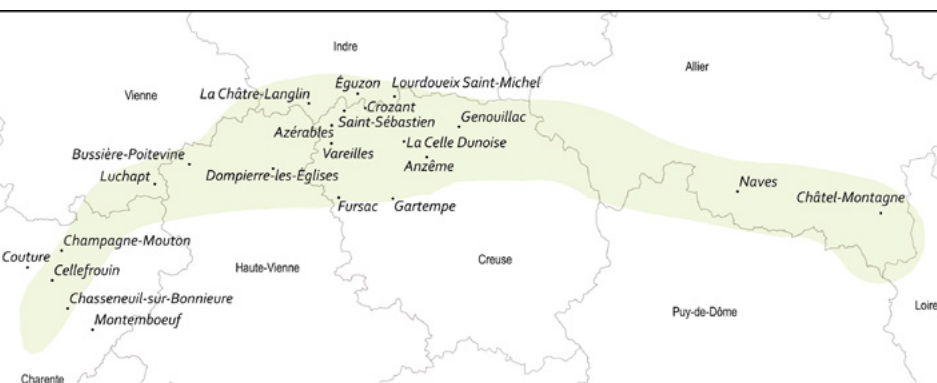 Indre
Allier
Vienne
La Châtre-Langlin
Éguzon
Lourdoueix Saint-Michel
Crozant
Saint-Sébastien
Genouillac
Azérables
La Celle Dunoise
Vareilles
Anzême
Bussière-Poitevine
Luchapt
Dompierre-les-Églises
Naves
Châtel-Montagne
Fursac
Gartempe
Champagne-Mouton
Couture
Cellefrouin
Haute-Vienne
Creuse
Chasseneuil-sur-Bonnieure
Montemboeuf
Puy-de-Dôme
Loire
Charente